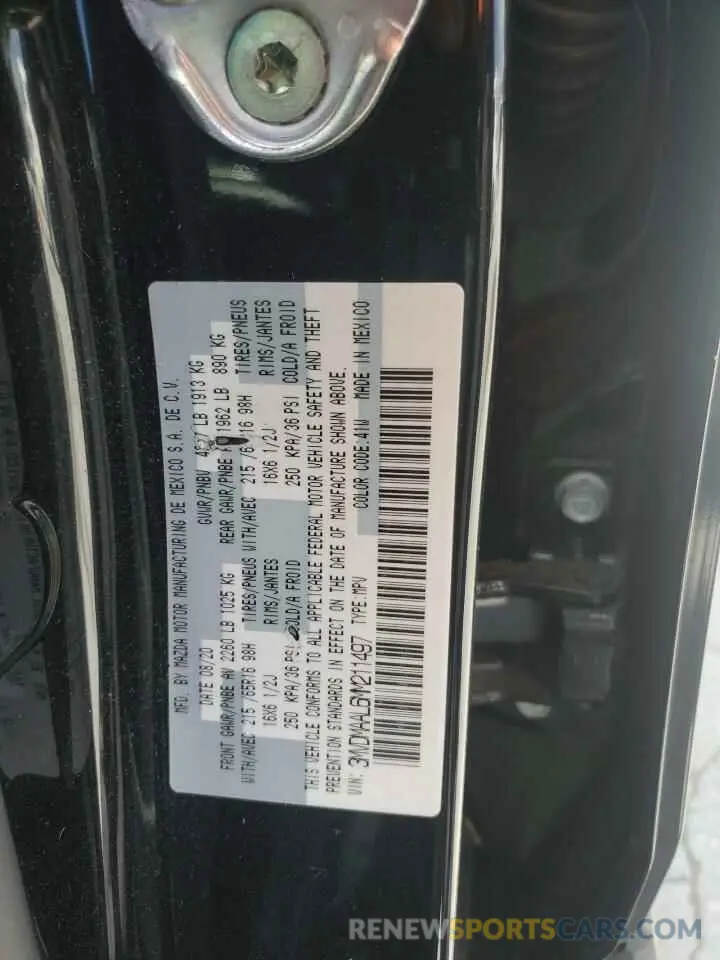 MFD. BY MAZDA MOTOR MANUFACTURING DE MEXICO S.A. DE C.V.
DATE 08/20 GVWR/PNBV LB 1913 KG
FRONT GAWR/PNBE AV 2260 LB 1025 KG REAR GAWR/PNBE 1962 LB 890 KG
WITH/AVEC 215/65R16 98H TIRES/PNEUS WITH/AVEC 215/6 16 98H TIRES/PNEUS
16X6 1/2J RIMS/JANTES 16X6 1/2J RIMS/JANTES
250 KPA/36 PSI COLD/A FROID 250 KPA/36 PSI COLD/A FROID
THIS VEHICLE CONFORMS TO ALL APPLICABLE FEDERAL MOTOR VEHICLE SAFETY AND THEFT
PREVENTION STANDARDS IN EFFECT ON THE DATE OF MANUFACTURE SHOWN ABOVE.
VIN: TYPE:MPV COLOR CODE:41W MADE IN MEXICO
RENEWSPORTSCARS.COM